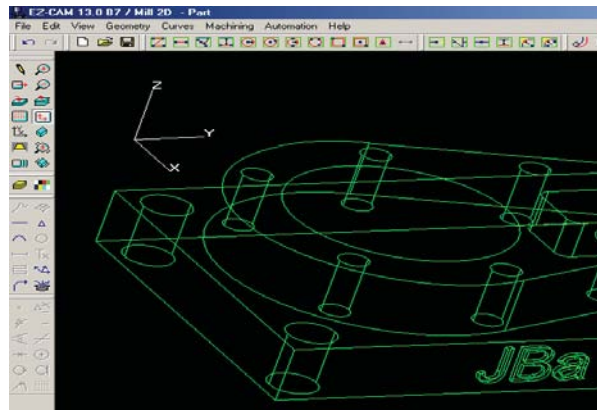 EZ-CAM 13.0 B7 / Mill 2D - Part
File Edit View Geometry Curves Machining Automation Help
Z
Y
X
JBa